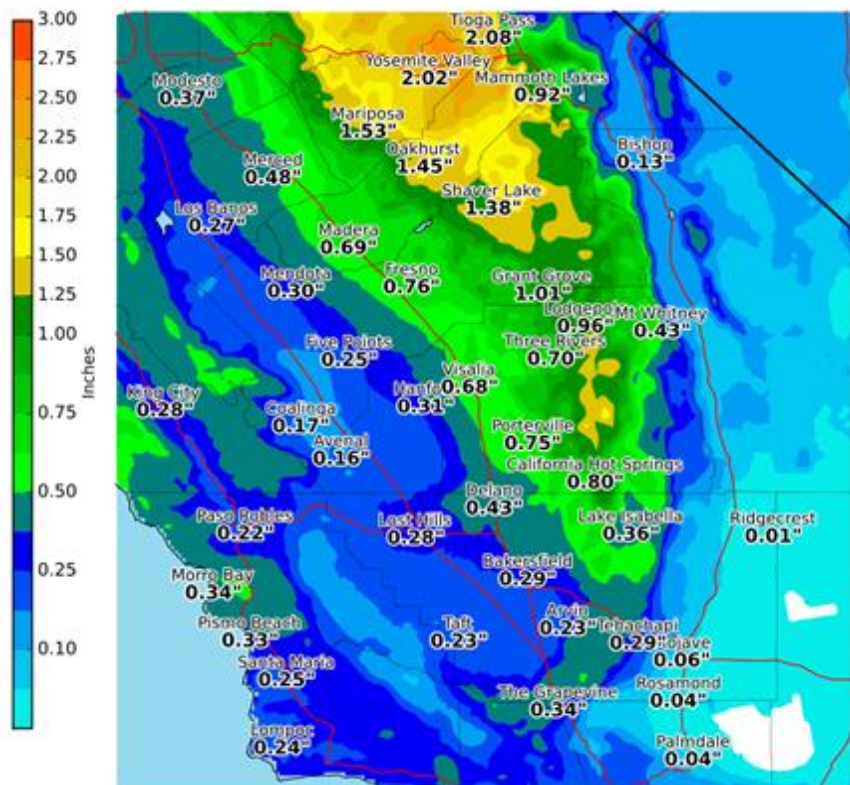 3.00
2.75
2.50
2.25
2.00
1.75
1.50
1.25
1.00
0.75
0.50
0.25
0.10
Inches
Tioga Pass
2.08"
Yosemite Valley
2.02"
Mammoth Lakes
0.92"
Modesto
0.37"
Mariposa
1.53"
Oakhurst
1.45"
Bishop
0.13"
Merced
0.48"
Shaver Lake
1.38"
Los Banos
0.27"
Madera
0.69"
Mendota
0.30"
Fresno
0.76"
Grant Grove
1.01"
Lodgepo
0.96"
Mt Whitney
0.43"
Five Points
0.25"
Three Rivers
0.70"
Visalia
0.68"
Hanfo
0.31"
King City
0.28"
Coalinga
0.17"
Avenal
0.16"
Porterville
0.75"
California Hot Springs
0.80"
Delano
0.43"
Paso Robles
0.22"
Lost Hills
0.28"
Lake Isabella
0.36"
Ridgecrest
0.01"
Bakersfield
0.29"
Morro Bay
0.34"
Pismo Beach
0.33"
Taft
0.23"
Arvin
0.23"
Tehachapi
0.29"
ojave
0.06"
Santa Maria
0.25"
The Grapevine
0.34"
Rosamond
0.04"
Lompoc
0.24"
Palmdale
0.04"